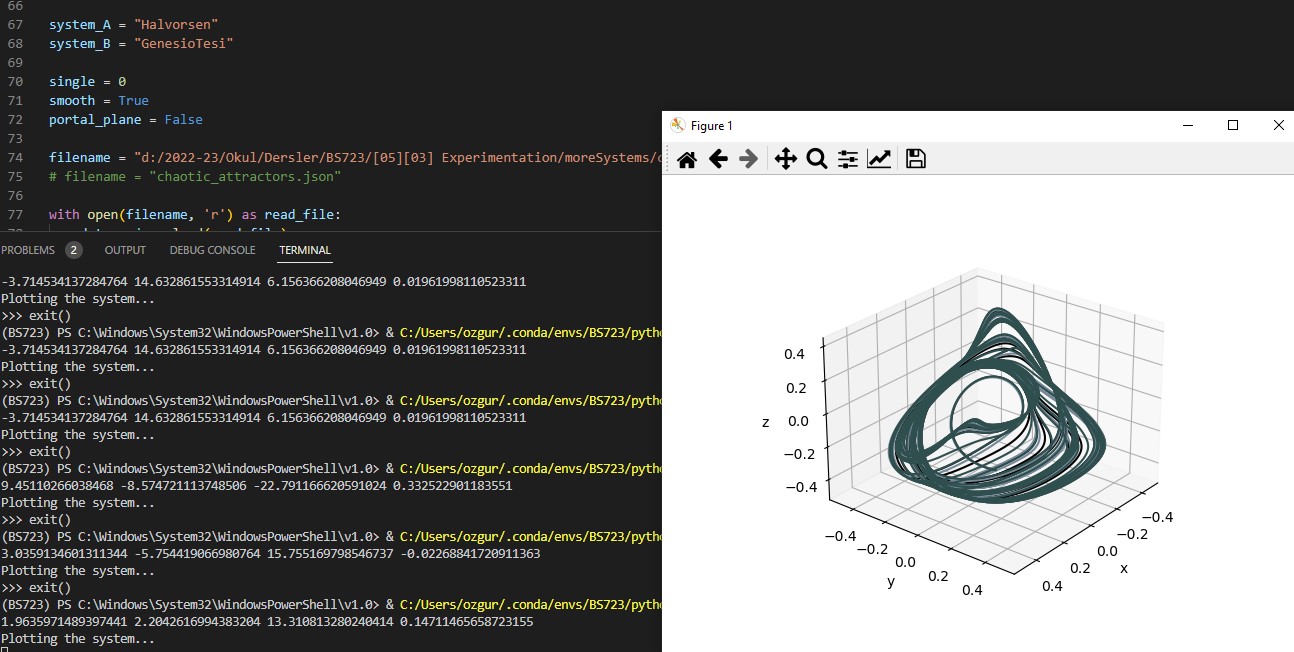 66
67 system_A = "Halvorsen"
68 system_B = "GenesioTesi"
69
70 single = 0
71 smooth = True
72 portal_plane = False
73
74 filename = "d:/2022-23/Okul/Dersler/BS723/[05][03] Experimentation/moreSystems/
75 # filename = "chaotic_attractors.json"
76
77 with open(filename, 'r') as read_file:
PROBLEMS 2 OUTPUT DEBUG CONSOLE TERMINAL
-3.714534137284764 14.632861553314914 6.156366208046949 0.01961998110523311
Plotting the system...
>>> exit()
(BS723) PS C:\Windows\System32\WindowsPowerShell\v1.0> & C:/Users/ozgur/.conda/envs/BS723/pytho
-3.714534137284764 14.632861553314914 6.156366208046949 0.01961998110523311
Plotting the system...
>>> exit()
(BS723) PS C:\Windows\System32\WindowsPowerShell\v1.0> & C:/Users/ozgur/.conda/envs/BS723/pytho
-3.714534137284764 14.632861553314914 6.156366208046949 0.01961998110523311
Plotting the system...
>>> exit()
(BS723) PS C:\Windows\System32\WindowsPowerShell\v1.0> & C:/Users/ozgur/.conda/envs/BS723/pytho
9.45110266038468 -8.574721113748506 -22.791166620591024 0.332522901183551
Plotting the system...
>>> exit()
(BS723) PS C:\Windows\System32\WindowsPowerShell\v1.0> & C:/Users/ozgur/.conda/envs/BS723/pytho
3.0359134601311344 -5.754419066980764 15.755169798546737 -0.02268841720911363
Plotting the system...
>>> exit()
(BS723) PS C:\Windows\System32\WindowsPowerShell\v1.0> & C:/Users/ozgur/.conda/envs/BS723/pytho
1.9635971489397441 2.2042616994383204 13.310813280240414 0.14711465658723155
Plotting the system...
Figure 1
0.4
0.2
z 0.0
−0.2
−0.4
−0.4
−0.2
0.0
0.2
0.4
y
−0.4
−0.2
0.0
0.2
0.4
x